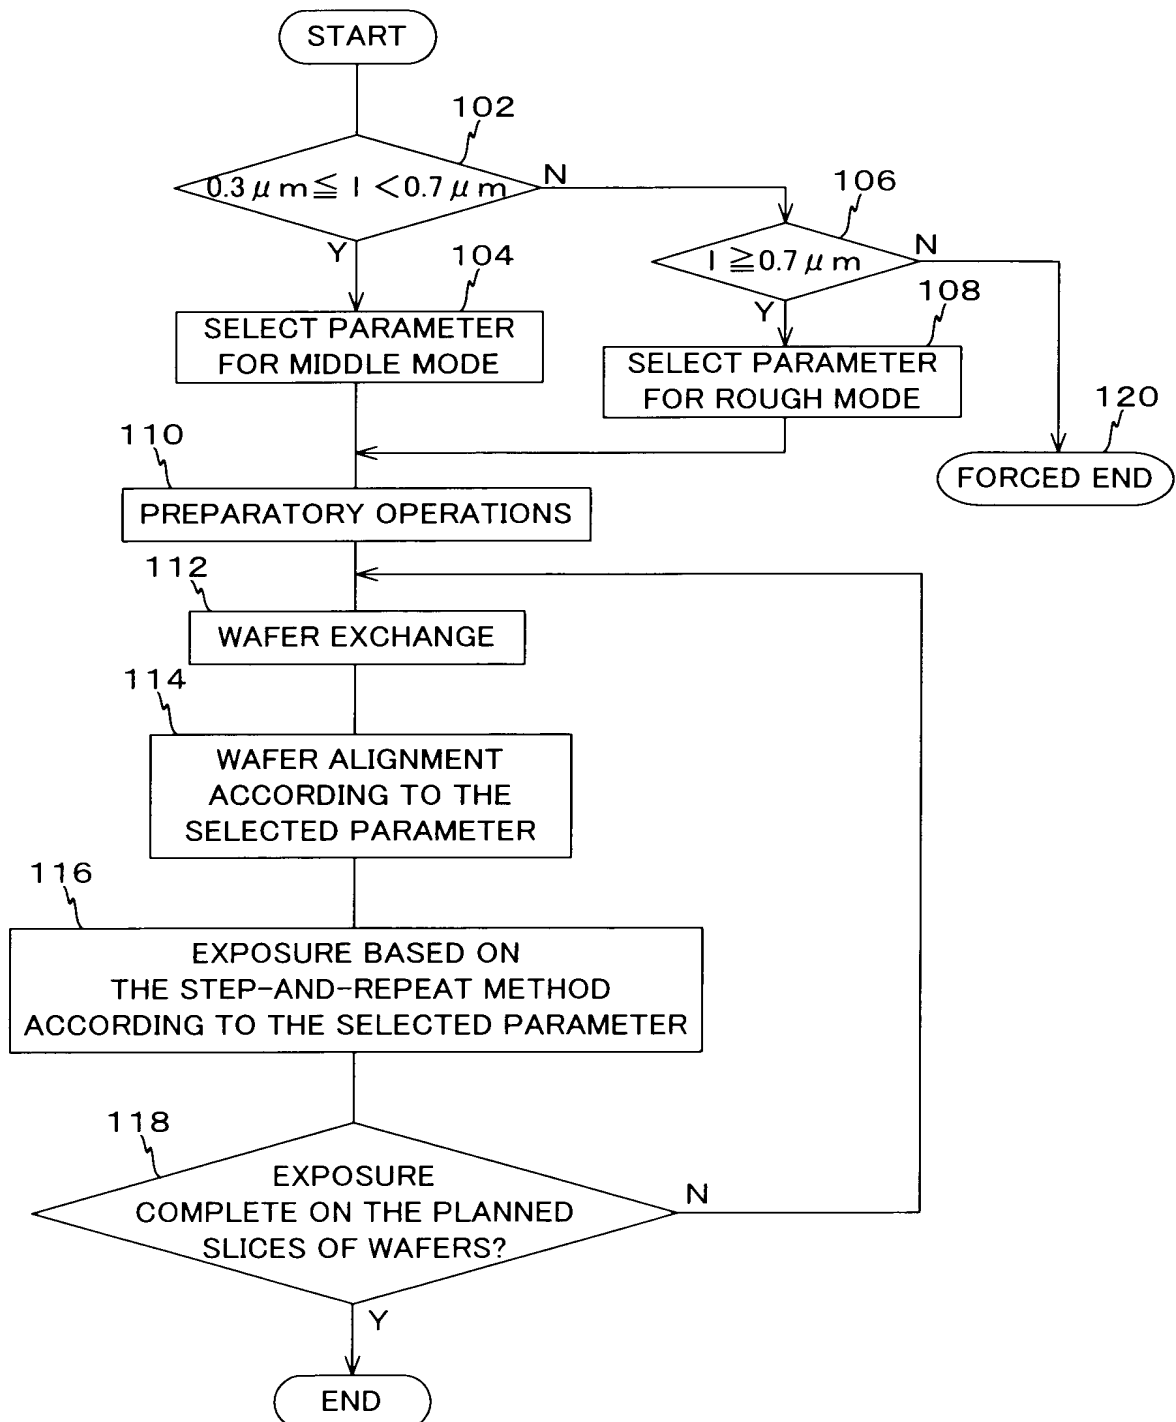 START
102
0.3 μm ≦ l < 0.7 μm
N
Y
106
l ≧ 0.7 μm
N
Y
104
SELECT PARAMETER
FOR MIDDLE MODE
108
SELECT PARAMETER
FOR ROUGH MODE
120
FORCED END
110
PREPARATORY OPERATIONS
112
WAFER EXCHANGE
114
WAFER ALIGNMENT
ACCORDING TO THE
SELECTED PARAMETER
116
EXPOSURE BASED ON
THE STEP-AND-REPEAT METHOD
ACCORDING TO THE SELECTED PARAMETER
118
EXPOSURE
COMPLETE ON THE PLANNED
SLICES OF WAFERS?
N
Y
END